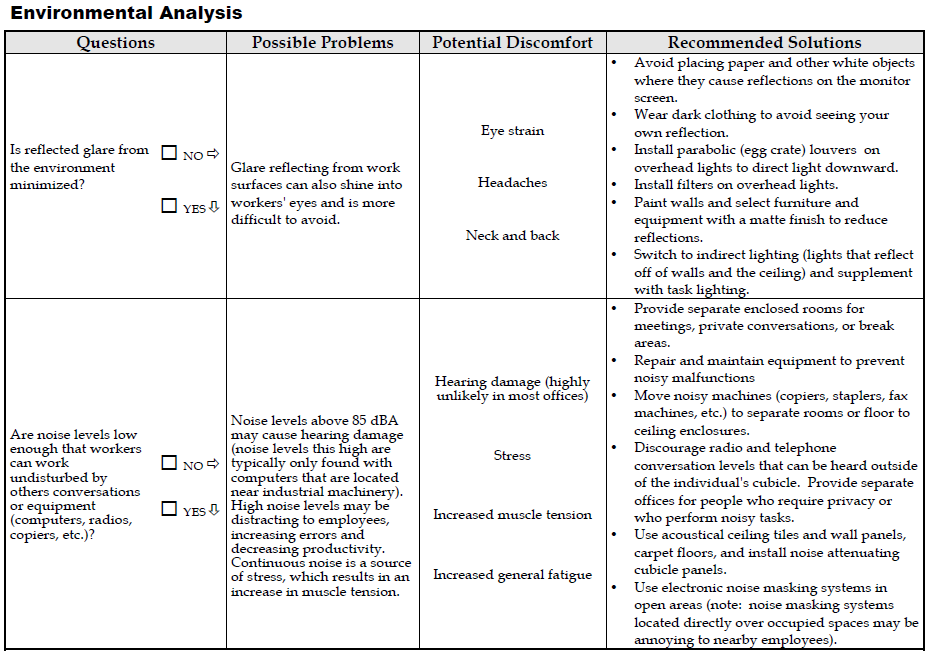 Environmental Analysis
Questions
Possible Problems
Potential Discomfort
Recommended Solutions
Is reflected glare from
the environment
minimized?
☐ NO ⇨
☐ YES ⇩
Glare reflecting from work
surfaces can also shine into
workers' eyes and is more
difficult to avoid.
Eye strain
Headaches
Neck and back
• Avoid placing paper and other white objects
where they cause reflections on the monitor
screen.
• Wear dark clothing to avoid seeing your
own reflection.
• Install parabolic (egg crate) louvers on
overhead lights to direct light downward.
• Install filters on overhead lights.
• Paint walls and select furniture and
equipment with a matte finish to reduce
reflections.
• Switch to indirect lighting (lights that reflect
off of walls and the ceiling) and supplement
with task lighting.
Are noise levels low
enough that workers
can work
undisturbed by
others conversations
or equipment
(computers, radios,
copiers, etc.)?
☐ NO ⇨
☐ YES ⇩
Noise levels above 85 dBA
may cause hearing damage
(noise levels this high are
typically only found with
computers that are located
near industrial machinery).
High noise levels may be
distracting to employees,
increasing errors and
decreasing productivity.
Continuous noise is a source
of stress, which results in an
increase in muscle tension.
Hearing damage (highly
unlikely in most offices)
Stress
Increased muscle tension
Increased general fatigue
• Provide separate enclosed rooms for
meetings, private conversations, or break
areas.
• Repair and maintain equipment to prevent
noisy malfunctions
• Move noisy machines (copiers, staplers, fax
machines, etc.) to separate rooms or floor to
ceiling enclosures.
• Discourage radio and telephone
conversation levels that can be heard outside
of the individual's cubicle. Provide separate
offices for people who require privacy or
who perform noisy tasks.
• Use acoustical ceiling tiles and wall panels,
carpet floors, and install noise attenuating
cubicle panels.
• Use electronic noise masking systems in
open areas (note: noise masking systems
located directly over occupied spaces may be
annoying to nearby employees).